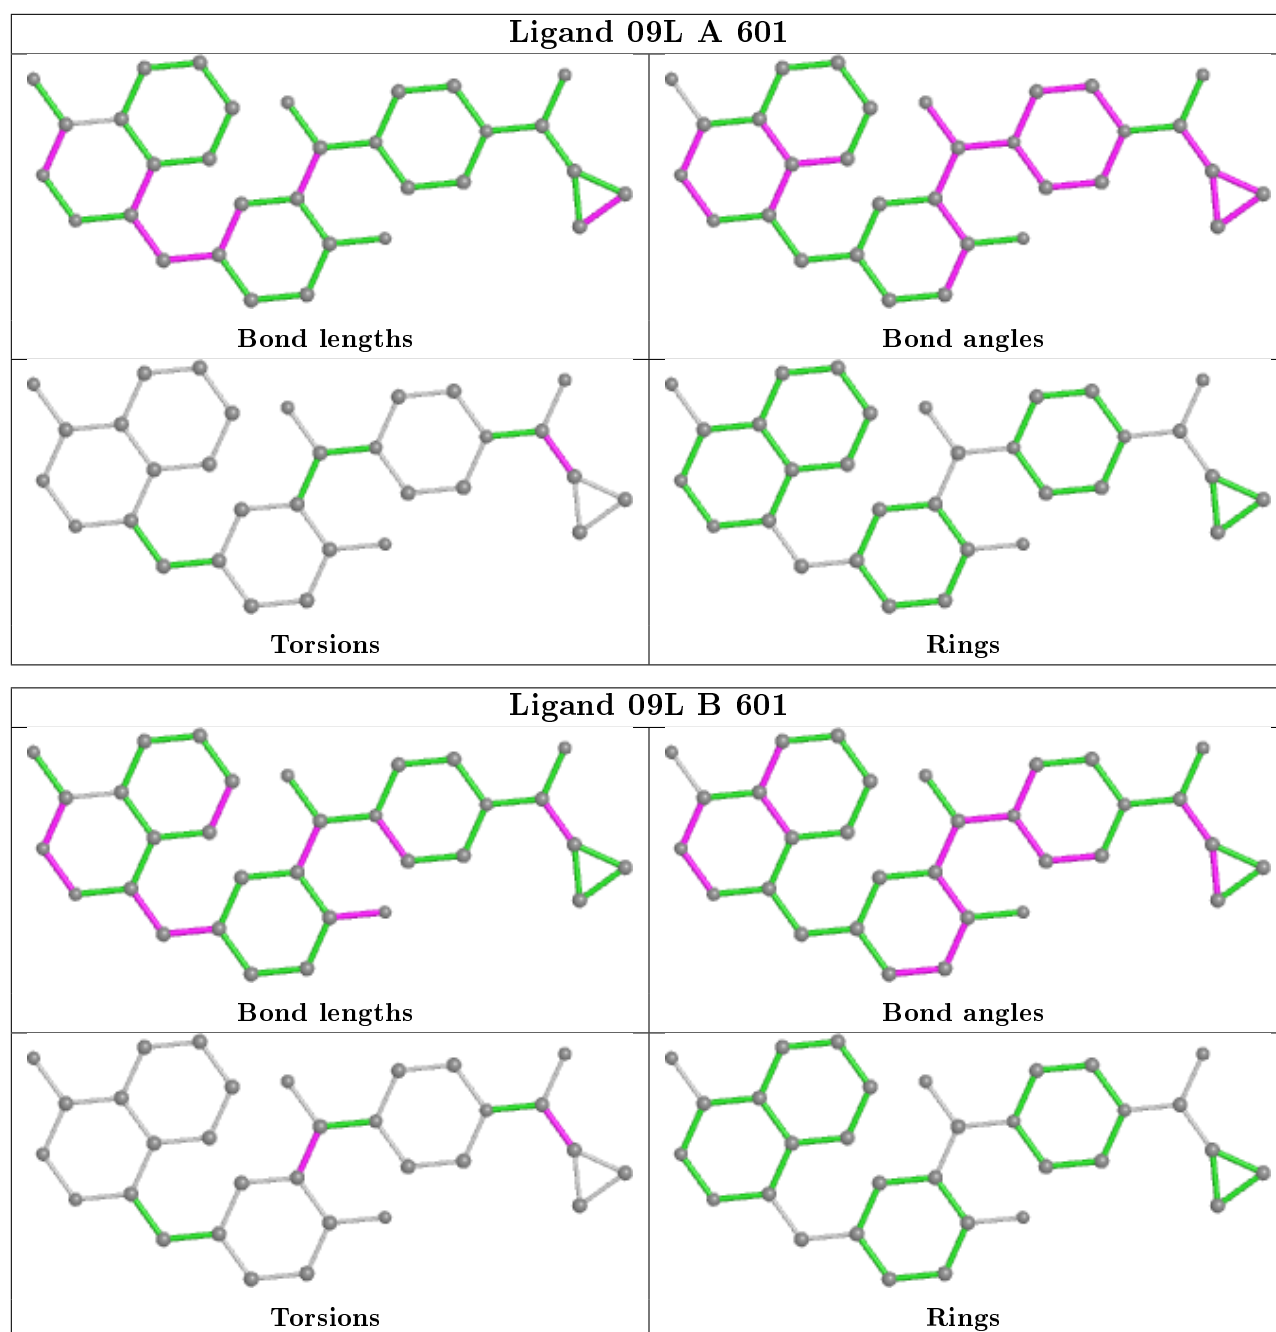 Ligand 09L A 601
Bond lengths
Bond angles
Torsions
Rings
Ligand 09L B 601
Bond lengths
Bond angles
Torsions
Rings